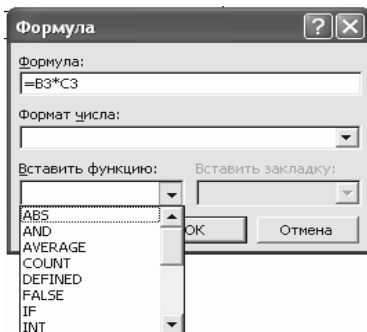 Формула
Формула:
=B3*C3
Формат числа:
Вставить функцию: Вставить закладку:
ABS
AND
AVERAGE
COUNT
DEFINED
FALSE
IF
INT
ОК Отмена